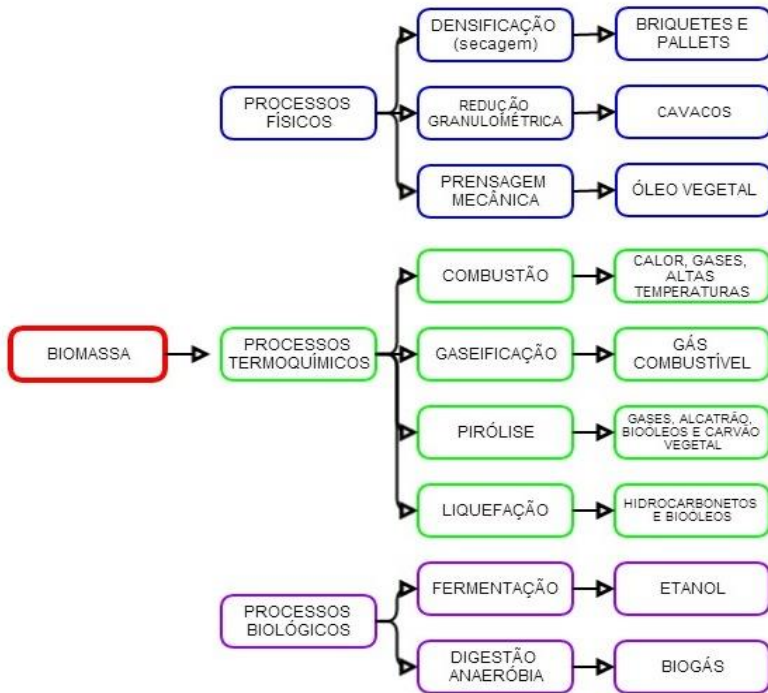 DENSIFICAÇÃO
(secagem)
BRIQUETES E
PALLETS
PROCESSOS
FÍSICOS
REDUÇÃO
GRANULOMÉTRICA
CAVACOS
PRENSAGEM
MECÂNICA
ÓLEO VEGETAL
COMBUSTÃO
CALOR, GASES,
ALTAS
TEMPERATURAS
BIOMASSA
PROCESSOS
TERMOQUÍMICOS
GASEIFICAÇÃO
GÁS
COMBUSTÍVEL
PIRÓLISE
GASES, ALCATRÃO,
BIOÓLEOS E CARVÃO
VEGETAL
LIQUEFAÇÃO
HIDROCARBONETOS
E BIOÓLEOS
PROCESSOS
BIOLÓGICOS
FERMENTAÇÃO
ETANOL
DIGESTÃO
ANAERÓBIA
BIOGÁS